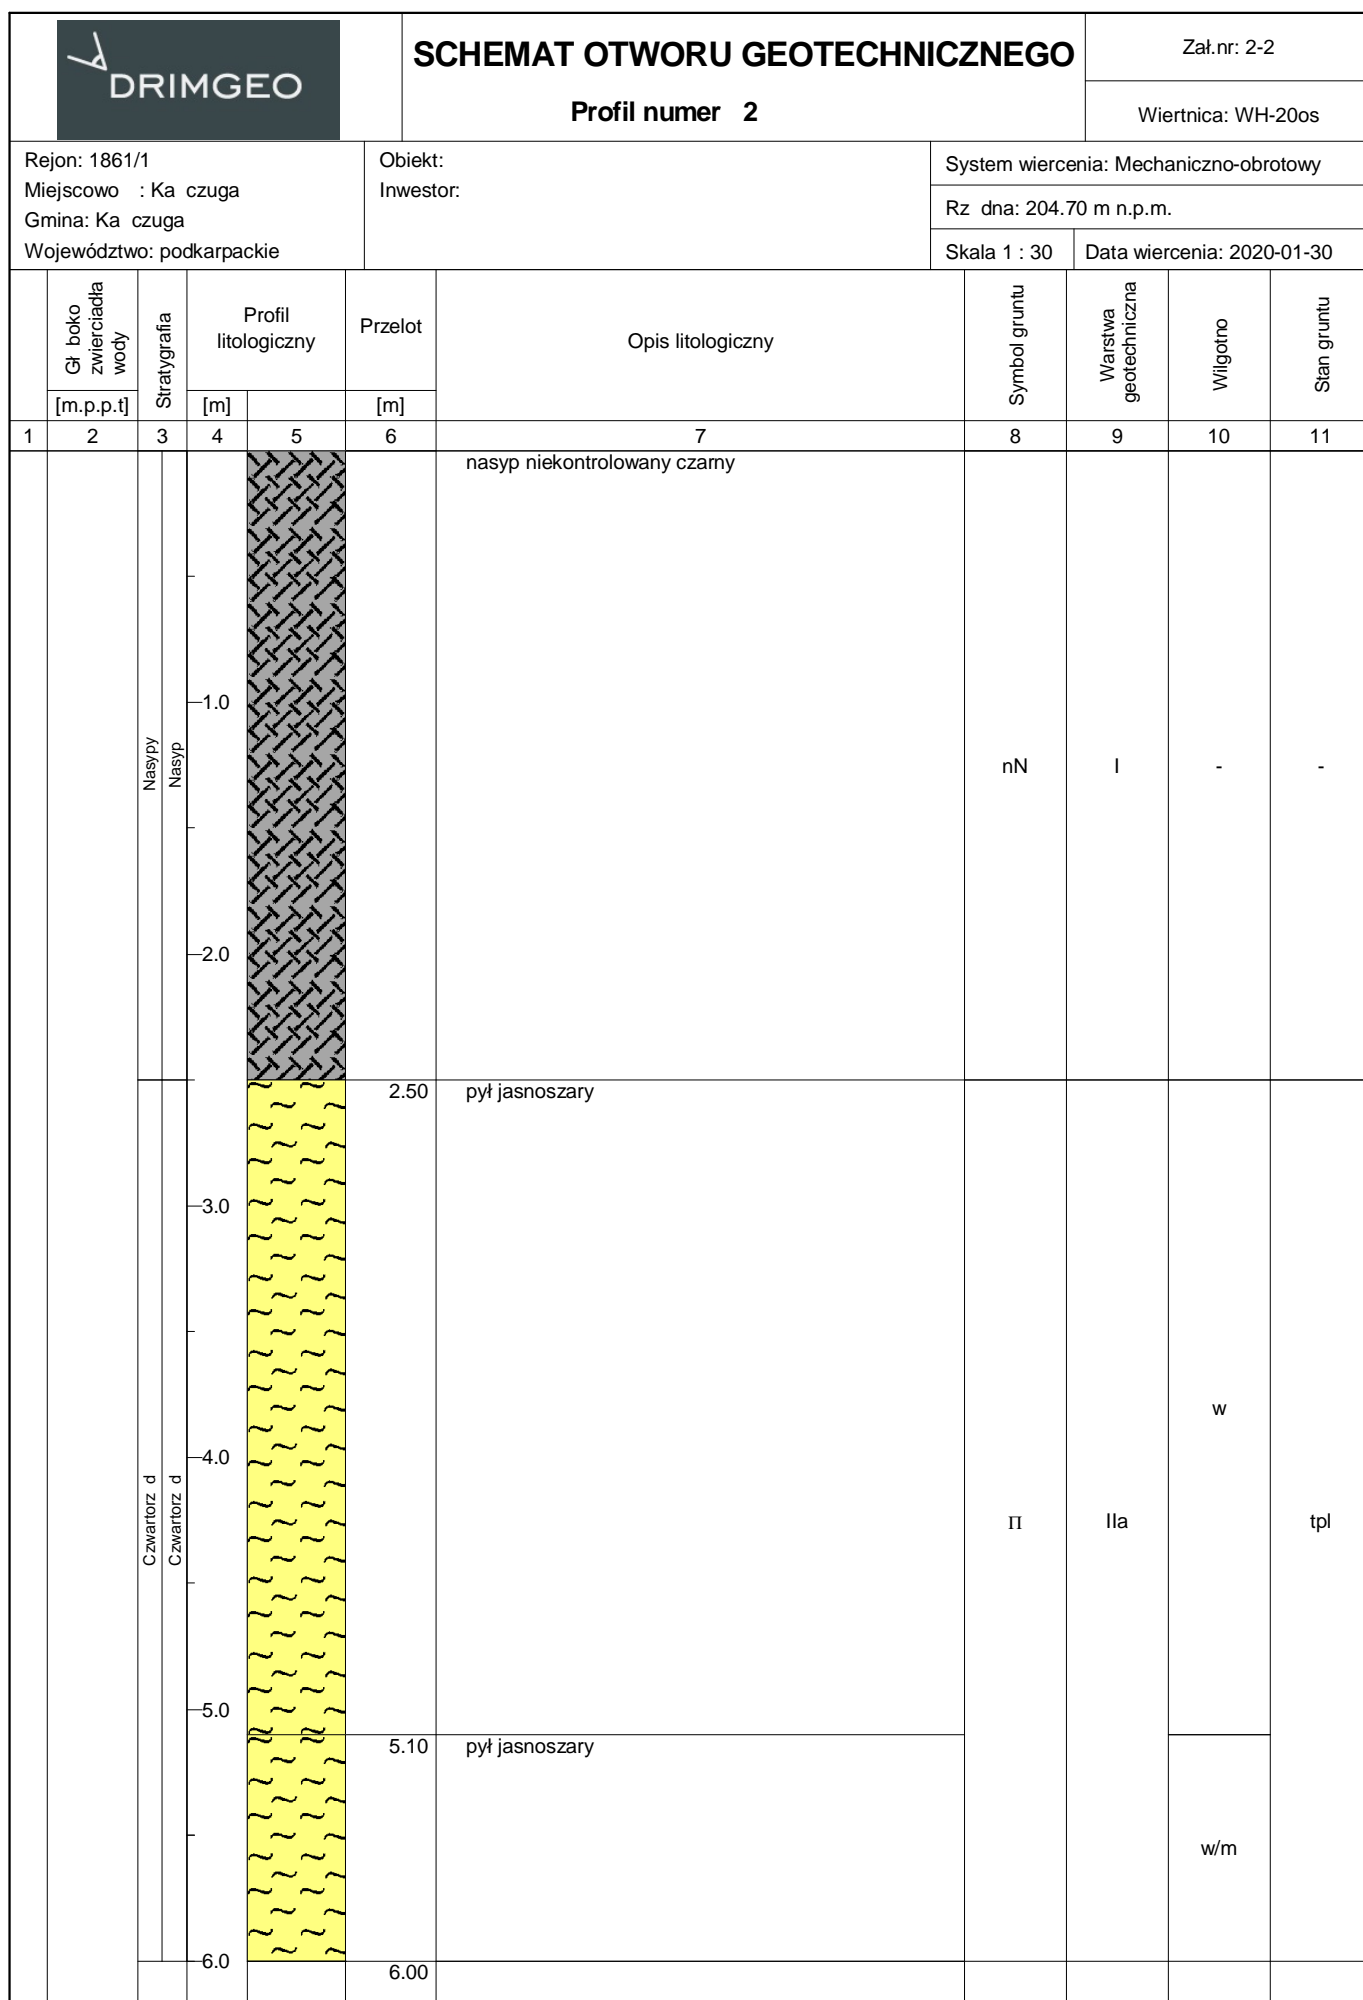 DRIMGEO
SCHEMAT OTWORU GEOTECHNICZNEGO
Profil numer 2
Zał.nr: 2-2
Wiertnica: WH-20os
Rejon: 1861/1
Miejscowo : Ka czuga
Gmina: Ka czuga
Województwo: podkarpackie
Obiekt:
Inwestor:
System wiercenia: Mechaniczno-obrotowy
Rz dna: 204.70 m n.p.m.
Skala 1 : 30
Data wiercenia: 2020-01-30
Gł boko
zwierciadła
wody
[m.p.p.t]
Stratygrafia
Profil
litologiczny
[m]
Przelot
[m]
Opis litologiczny
Symbol gruntu
Warstwa
geotechniczna
Wilgotno
Stan gruntu
1 2 3 4 5 6 7 8 9 10 11
nasyp niekontrolowany czarny
1.0
Nasypy
Nasyp
nN I - -
2.0
2.50 pył jasnoszary
3.0
w
4.0
Czwartorz d
Czwartorz d
Π IIa tpl
5.0
5.10 pył jasnoszary
w/m
6.0
6.00